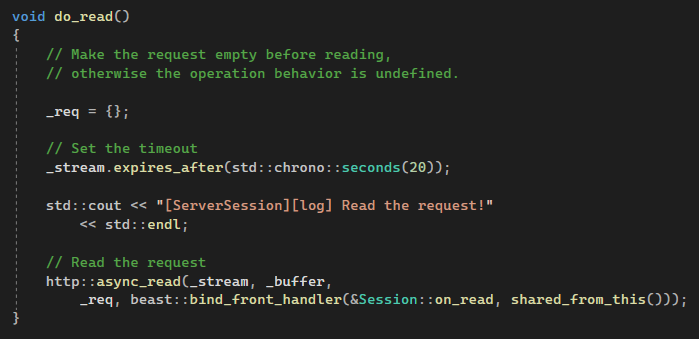 void do_read()
{
// Make the request empty before reading,
// otherwise the operation behavior is undefined.
_req = {};
// Set the timeout
_stream.expires_after(std::chrono::seconds(20));
std::cout << "[ServerSession][log] Read the request!"
<< std::endl;
// Read the request
http::async_read(_stream, _buffer,
_req, beast::bind_front_handler(&Session::on_read, shared_from_this()));
}